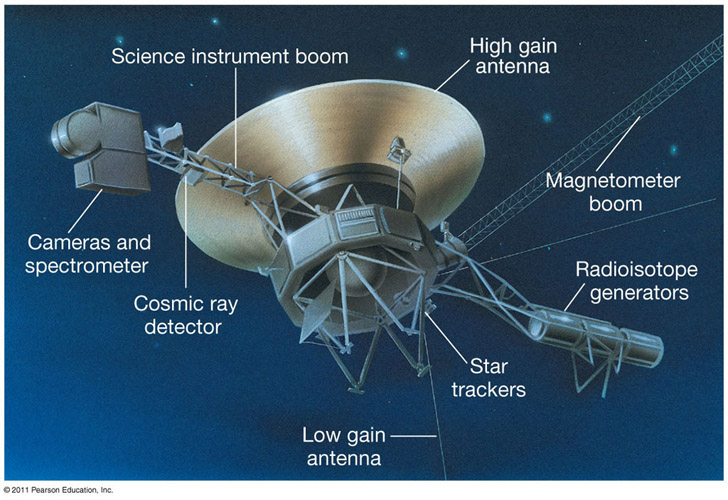 Science instrument boom
High gain
antenna
Magnetometer
boom
Cameras and
spectrometer
Cosmic ray
detector
Radioisotope
generators
Star
trackers
Low gain
antenna
© 2011 Pearson Education, Inc.